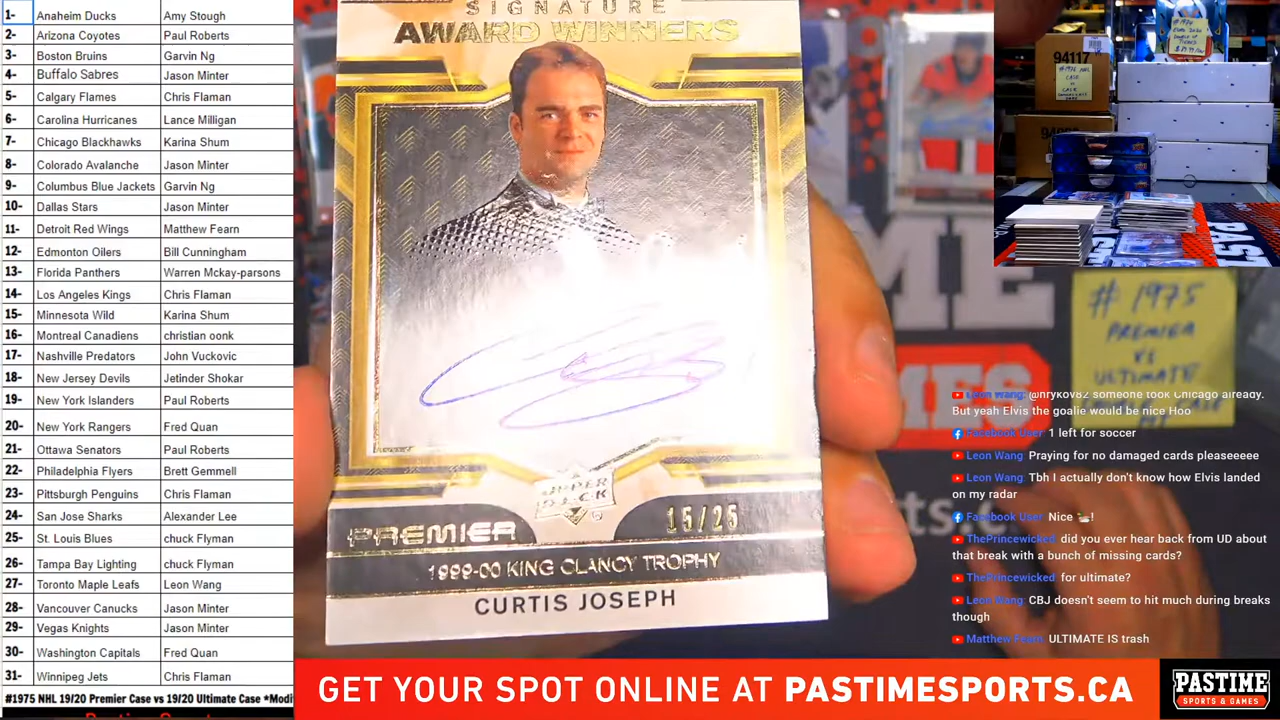 1- Anaheim Ducks Amy Stough
2- Arizona Coyotes Paul Roberts
3- Boston Bruins Garvin Ng
4- Buffalo Sabres Jason Minter
5- Calgary Flames Chris Flaman
6- Carolina Hurricanes Lance Milligan
7- Chicago Blackhawks Karina Shum
8- Colorado Avalanche Jason Minter
9- Columbus Blue Jackets Garvin Ng
10- Dallas Stars Jason Minter
11- Detroit Red Wings Matthew Fearn
12- Edmonton Oilers Bill Cunningham
13- Florida Panthers Warren Mckay-parsons
14- Los Angeles Kings Chris Flaman
15- Minnesota Wild Karina Shum
16- Montreal Canadiens christian oonk
17- Nashville Predators John Vuckovic
18- New Jersey Devils Jetinder Shokar
19- New York Islanders Paul Roberts
20- New York Rangers Fred Quan
21- Ottawa Senators Paul Roberts
22- Philadelphia Flyers Brett Gemmell
23- Pittsburgh Penguins Chris Flaman
24- San Jose Sharks Alexander Lee
25- St. Louis Blues chuck Flyman
26- Tampa Bay Lighting chuck Flyman
27- Toronto Maple Leafs Leon Wang
28- Vancouver Canucks Jason Minter
29- Vegas Knights Jason Minter
30- Washington Capitals Fred Quan
31- Winnipeg Jets Chris Flaman
#1975 NHL 19/20 Premier Case vs 19/20 Ultimate Case *Modi
SIGNATURE
AWARD WINNERS
UPPER
DECK
PREMIER
15/25
1999-00 KING CLANCY TROPHY
CURTIS JOSEPH
94117
# 1975
PREMIER
VS
ULTIMATE
Leon Wang: @nrykov82 someone took Chicago already.
But yeah Elvis the goalie would be nice Hoo
Facebook User: 1 left for soccer
Leon Wang: Praying for no damaged cards pleaseeeee
Leon Wang: Tbh I actually don't know how Elvis landed
on my radar
Facebook User: Nice 🦢!
ThePrincewicked did you ever hear back from UD about
that break with a bunch of missing cards?
ThePrincewicked for ultimate?
Leon Wang: CBJ doesn't seem to hit much during breaks
though
Matthew Fearn: ULTIMATE IS trash
GET YOUR SPOT ONLINE AT PASTIMESPORTS.CA
PASTIME
SPORTS & GAMES